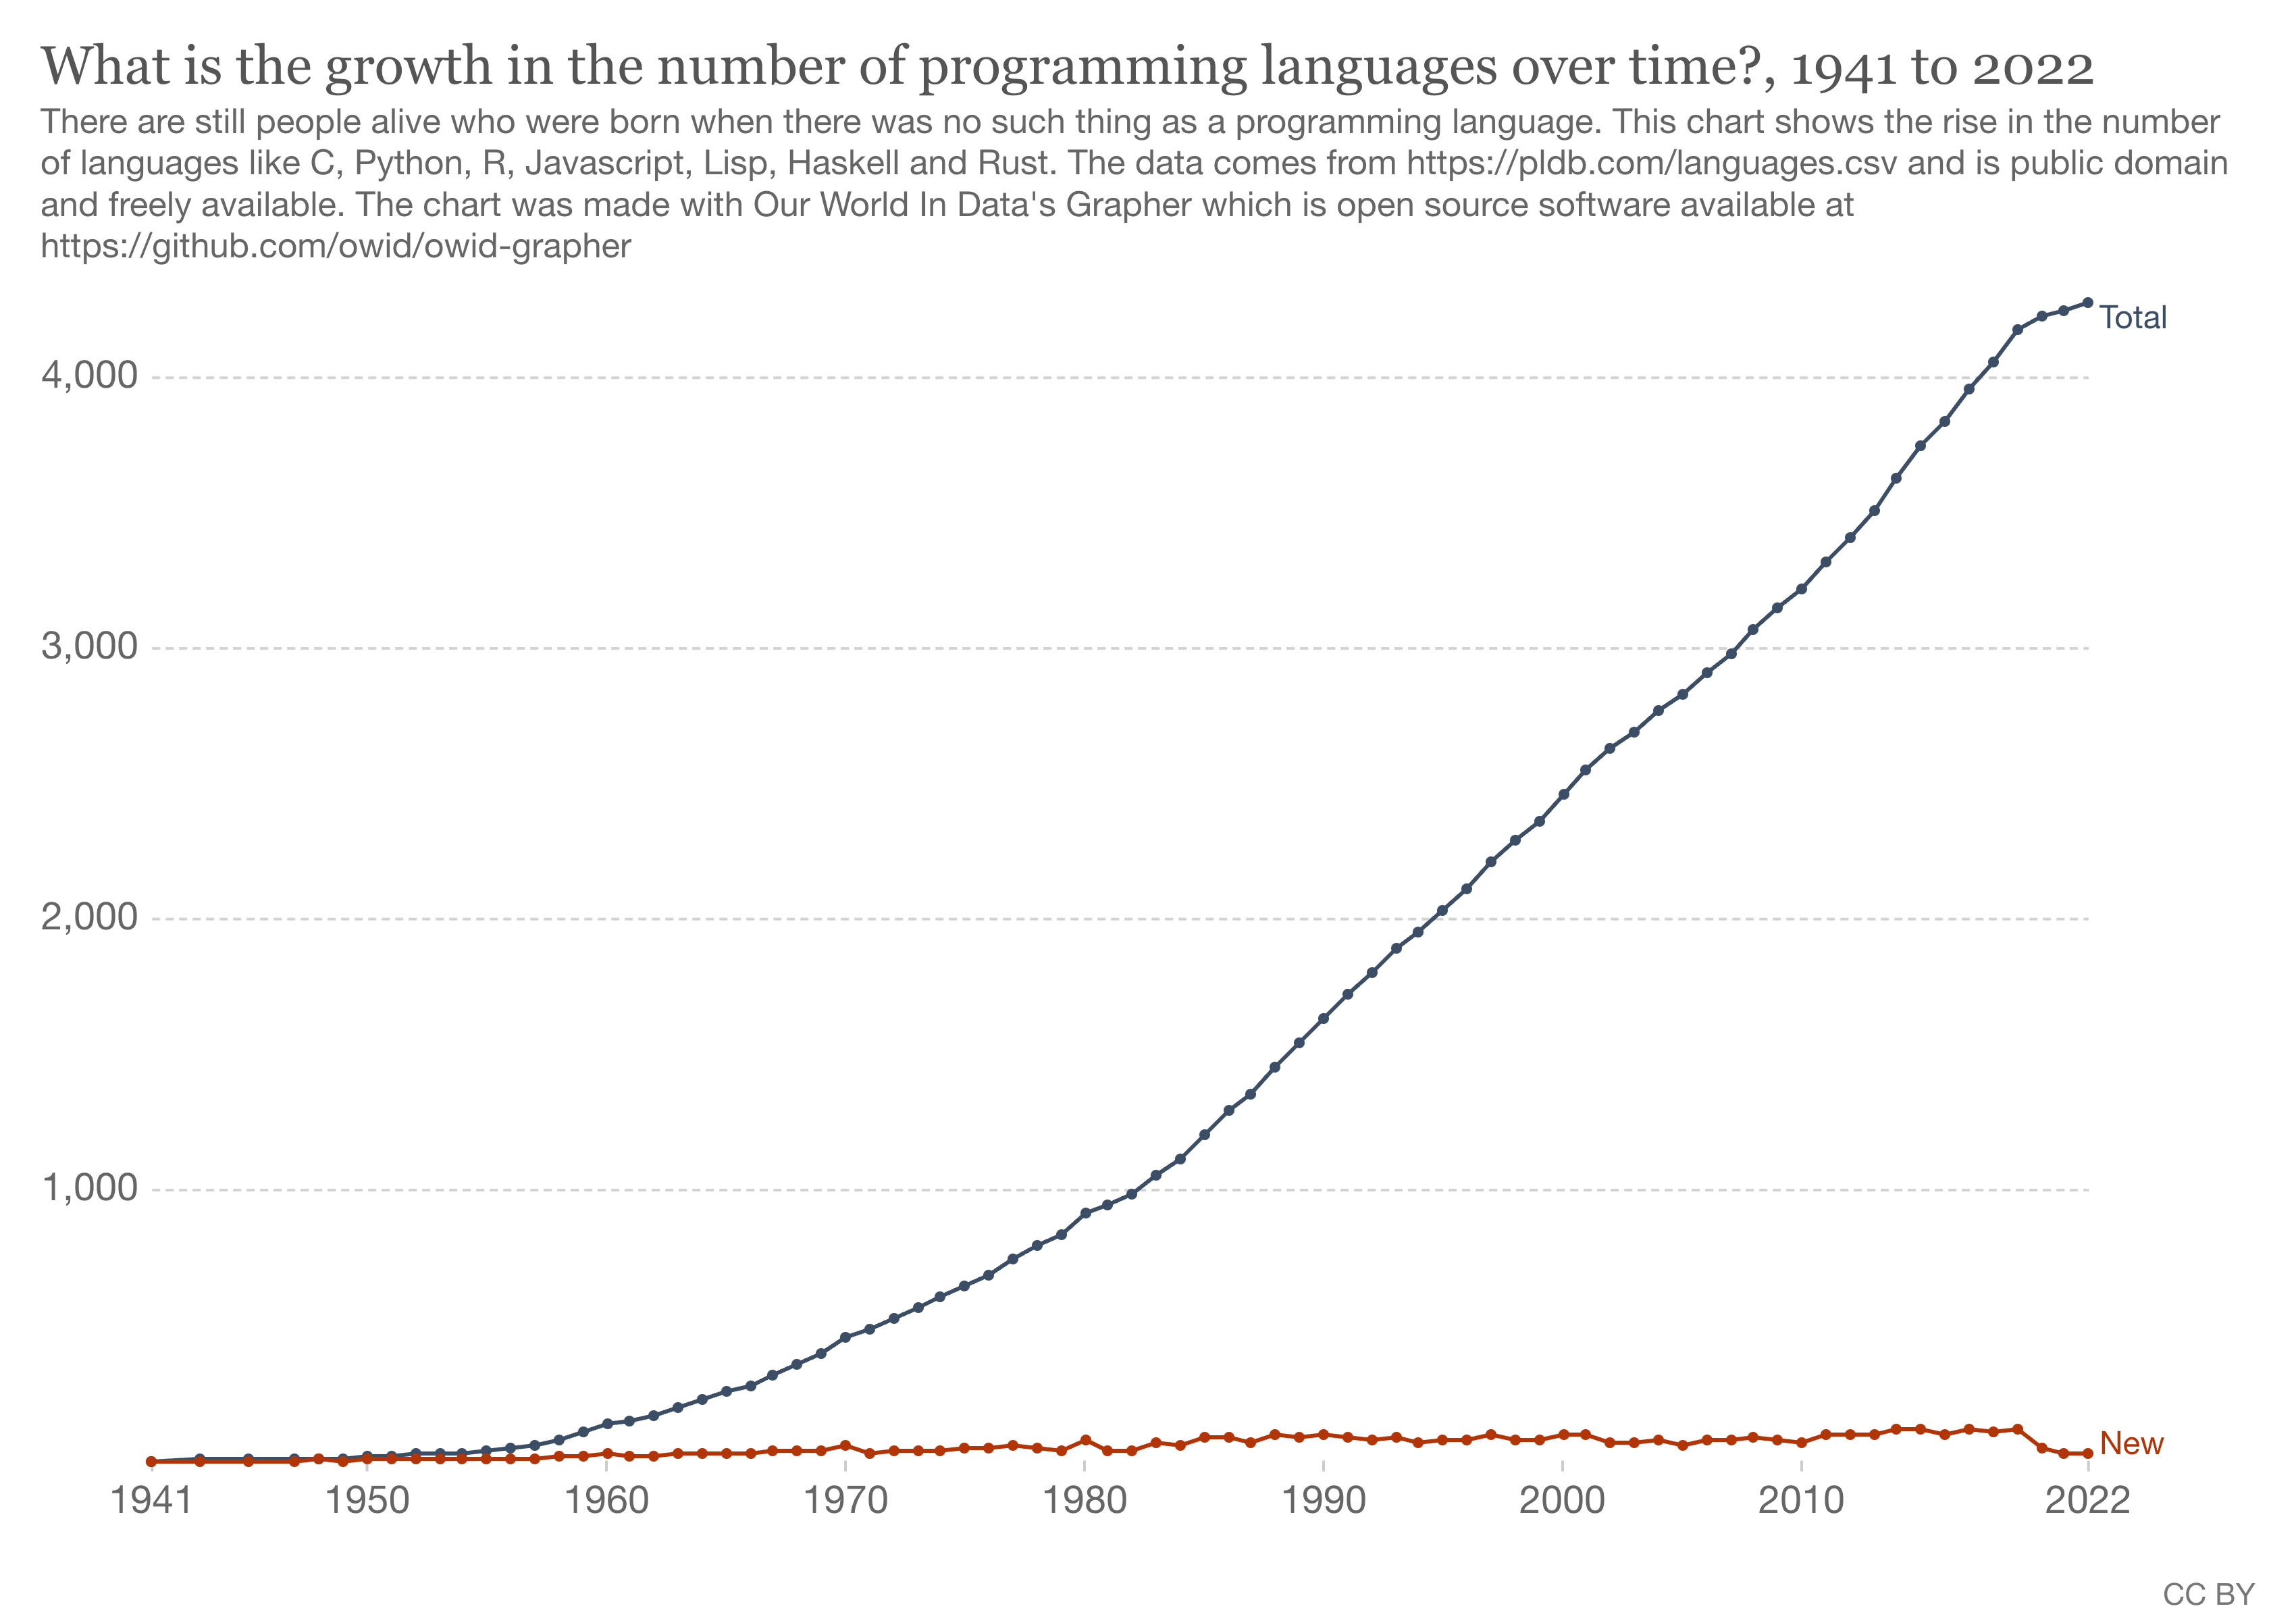 What is the growth in the number of programming languages over time?, 1941 to 2022
There are still people alive who were born when there was no such thing as a programming language. This chart shows the rise in the number
of languages like C, Python, R, Javascript, Lisp, Haskell and Rust. The data comes from https://pldb.com/languages.csv and is public domain
and freely available. The chart was made with Our World In Data's Grapher which is open source software available at
https://github.com/owid/owid-grapher
Total
4,000
3,000
2,000
1,000
New
1941 1950 1960 1970 1980 1990 2000 2010 2022
CC BY